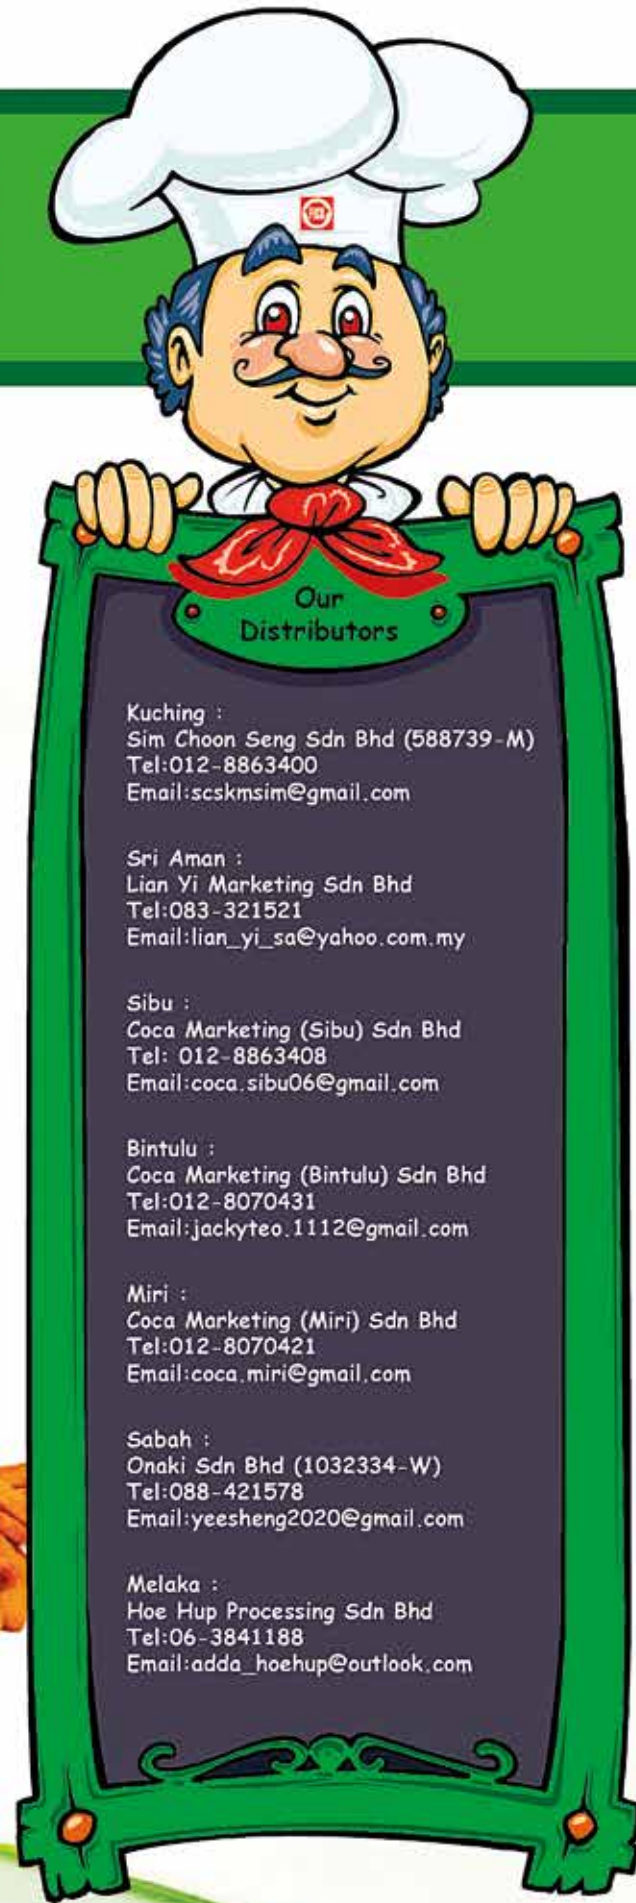 Our
Distributors
Kuching :
Sim Choon Seng Sdn Bhd (588739-M)
Tel:012-8863400
Email:scskmsim@gmail.com
Sri Aman :
Lian Yi Marketing Sdn Bhd
Tel:083-321521
Email:lian_yi_sa@yahoo.com.my
Sibu :
Coca Marketing (Sibu) Sdn Bhd
Tel: 012-8863408
Email:coca.sibu06@gmail.com
Bintulu :
Coca Marketing (Bintulu) Sdn Bhd
Tel:012-8070431
Email:jackyteo.1112@gmail.com
Miri :
Coca Marketing (Miri) Sdn Bhd
Tel:012-8070421
Email:coca.miri@gmail.com
Sabah :
Onaki Sdn Bhd (1032334-W)
Tel:088-421578
Email:yeesheng2020@gmail.com
Melaka :
Hoe Hup Processing Sdn Bhd
Tel:06-3841188
Email:adda_hoehup@outlook.com